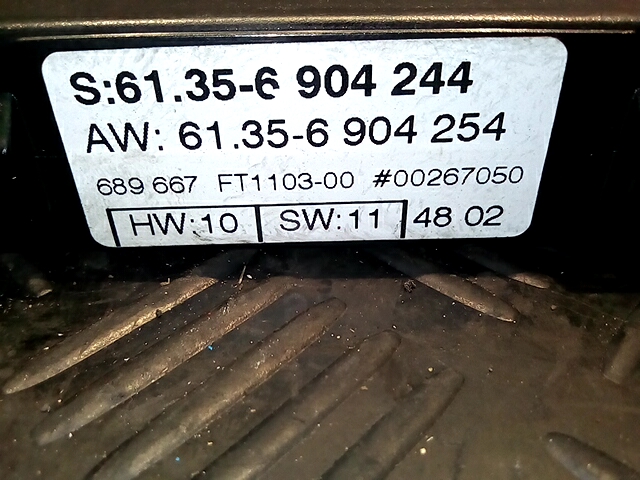 S:61.35-6 904 244
AW: 61.35-6 904 254
689 667 FT1103-00 #00267050
HW:10 SW:11 48 02